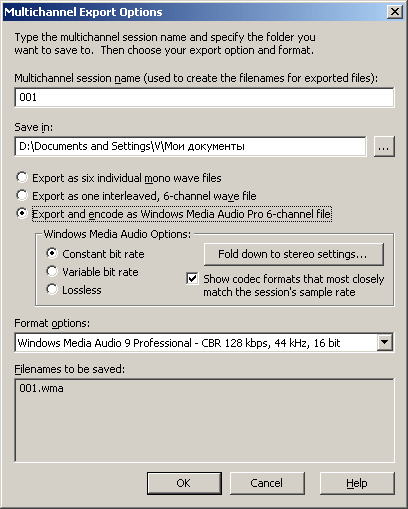 Multichannel Export Options
Type the multichannel session name and specify the folder you
want to save to.  Then choose your export option and format.
Multichannel session name (used to create the filenames for exported files):
001
Save in:
D:\Documents and Settings\V\Мои документы
...
Export as six individual mono wave files
Export as one interleaved, 6-channel wave file
Export and encode as Windows Media Audio Pro 6-channel file
Windows Media Audio Options:
Constant bit rate
Fold down to stereo settings...
Variable bit rate
Show codec formats that most closely
match the session's sample rate
Lossless
Format options:
Windows Media Audio 9 Professional - CBR 128 kbps, 44 kHz, 16 bit
Filenames to be saved:
001.wma
OK
Cancel
Help